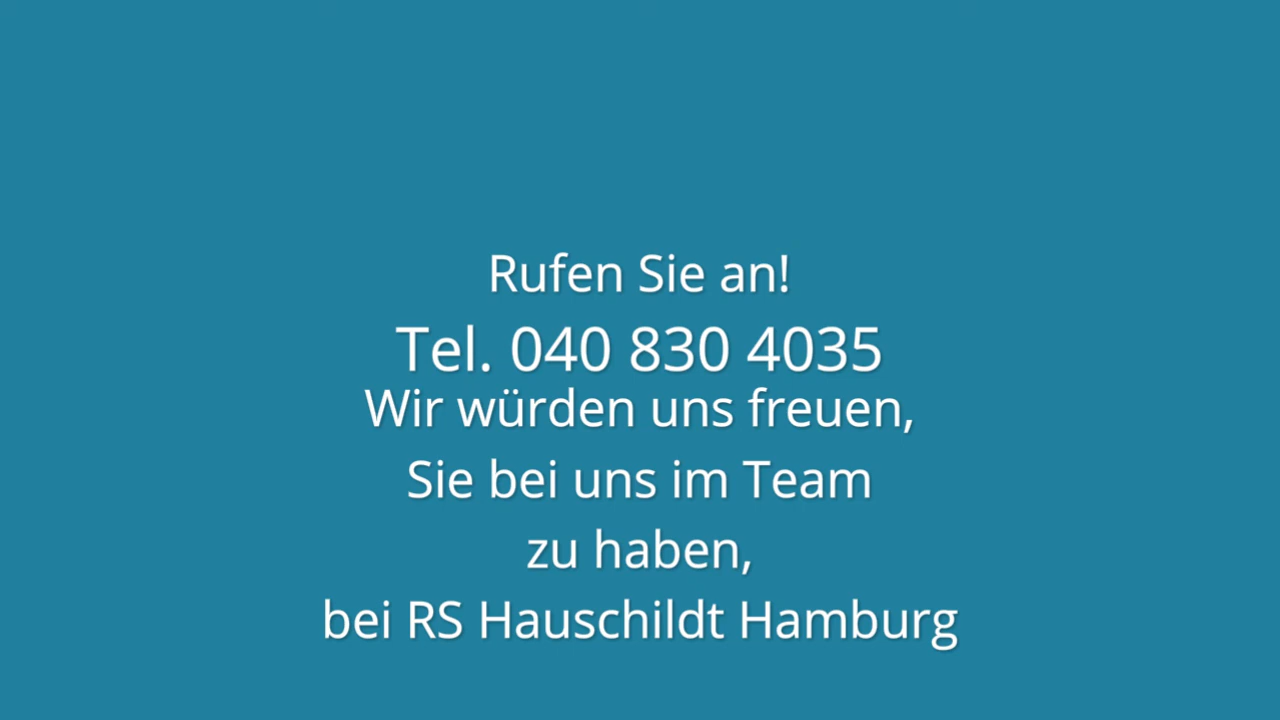 Rufen Sie an!
Tel. 040 830 4035
Wir würden uns freuen,
Sie bei uns im Team
zu haben,
bei RS Hauschildt Hamburg